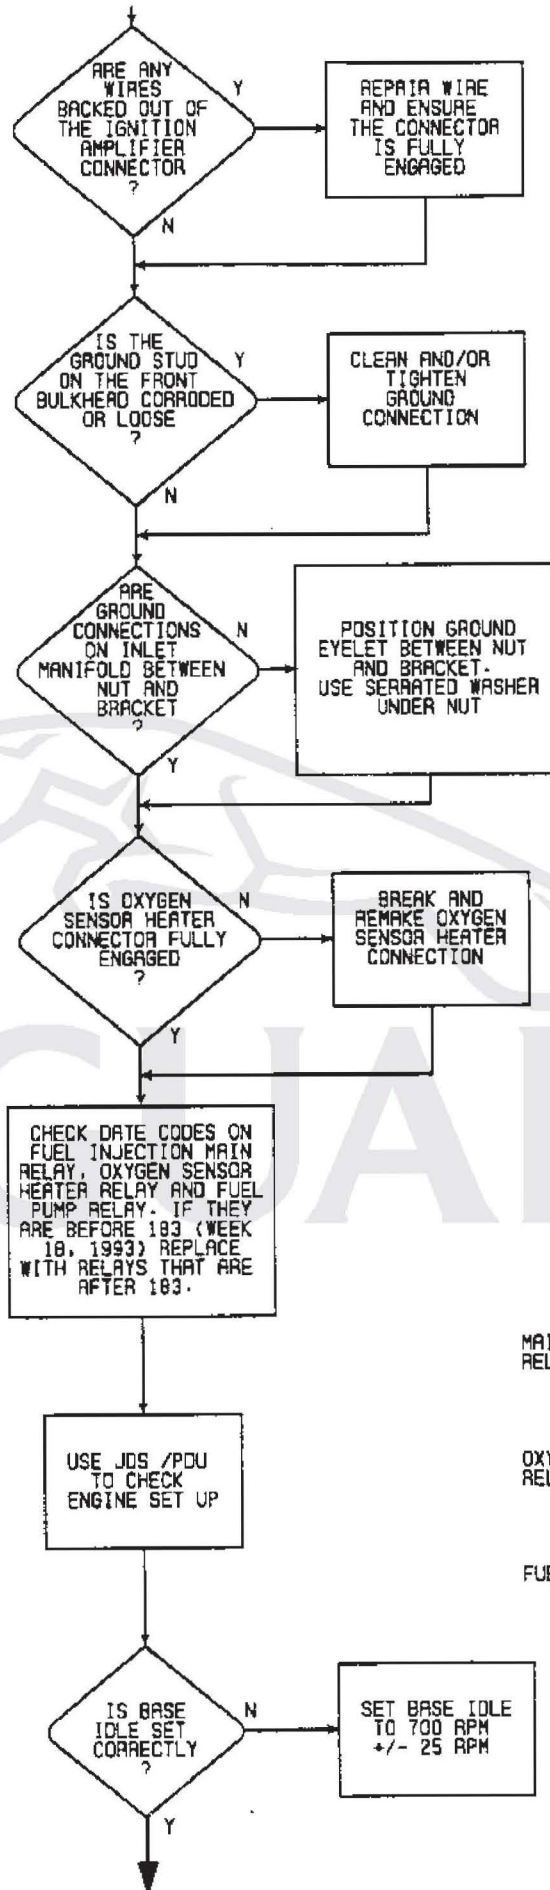 ARE ANY
WIRES
BACKED OUT OF
THE IGNITION
AMPLIFIER
CONNECTOR
?
Y
N
REPAIR WIRE
AND ENSURE
THE CONNECTOR
IS FULLY
ENGAGED
IS THE
GROUND STUD
ON THE FRONT
BULKHEAD CORRODED
OR LOOSE
?
Y
N
CLEAN AND/OR
TIGHTEN
GROUND
CONNECTION
ARE
GROUND
CONNECTIONS
ON INLET
MANIFOLD BETWEEN
NUT AND
BRACKET
?
N
Y
POSITION GROUND
EYELET BETWEEN NUT
AND BRACKET.
USE SERRATED WASHER
UNDER NUT
IS OXYGEN
SENSOR HEATER
CONNECTOR FULLY
ENGAGED
?
N
Y
BREAK AND
REMAKE OXYGEN
SENSOR HEATER
CONNECTION
GUA
CHECK DATE CODES ON
FUEL INJECTION MAIN
RELAY, OXYGEN SENSOR
HEATER RELAY AND FUEL
PUMP RELAY. IF THEY
ARE BEFORE 183 (WEEK
18, 1993) REPLACE
WITH RELAYS THAT ARE
AFTER 183.
MAI
REL
USE JDS /PDU
TO CHECK
ENGINE SET UP
OXY
REL
FUE
IS BASE
IDLE SET
CORRECTLY
?
N
Y
SET BASE IDLE
TO 700 RPM
+/- 25 RPM